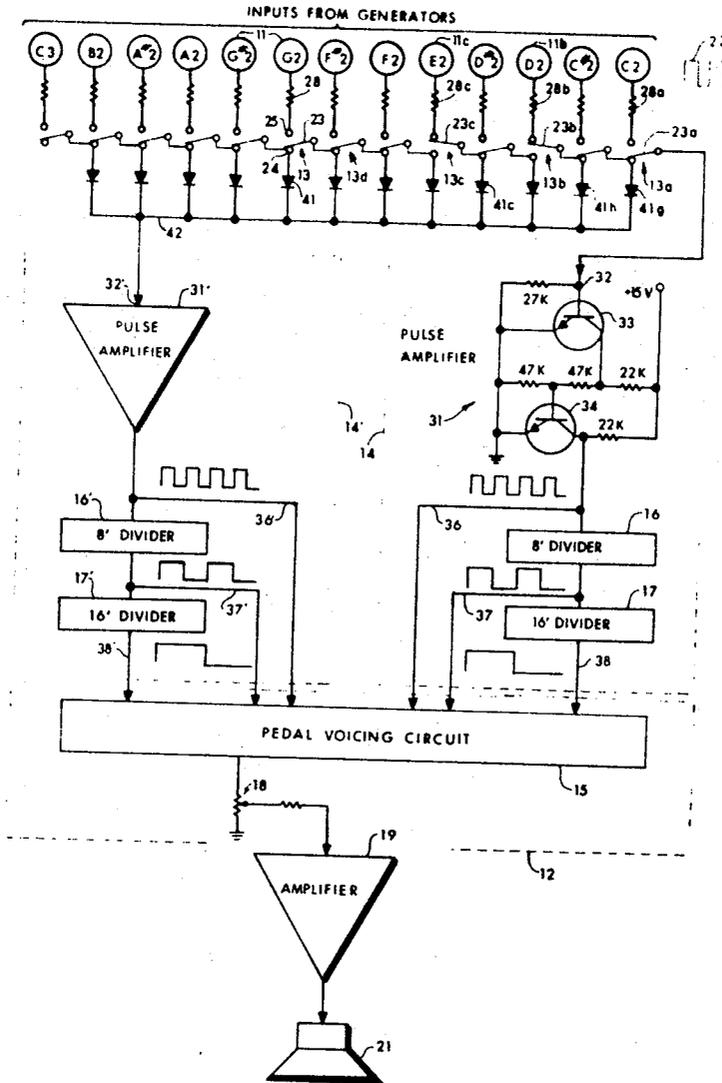 INPUTS FROM GENERATORS
11 11c 11b 22
C3 B2 A#2 A2 G#2 G2 F#2 F2 E2 D#2 D2 C#2 C2
28 28c 28b 28a
25 23 23c 23b 23a
24 13 13d 13c 13b 13a
41 41c 41h 41g
42
32' 31' 32
27K +15V
33
PULSE AMPLIFIER
PULSE AMPLIFIER
47K 47K 22K
34
31
22K
14'
14
16' 36' 36 16
8' DIVIDER 8' DIVIDER
17' 37' 37 17
16' DIVIDER 16' DIVIDER
38' 38
PEDAL VOICING CIRCUIT
15
18
19
12
AMPLIFIER
21